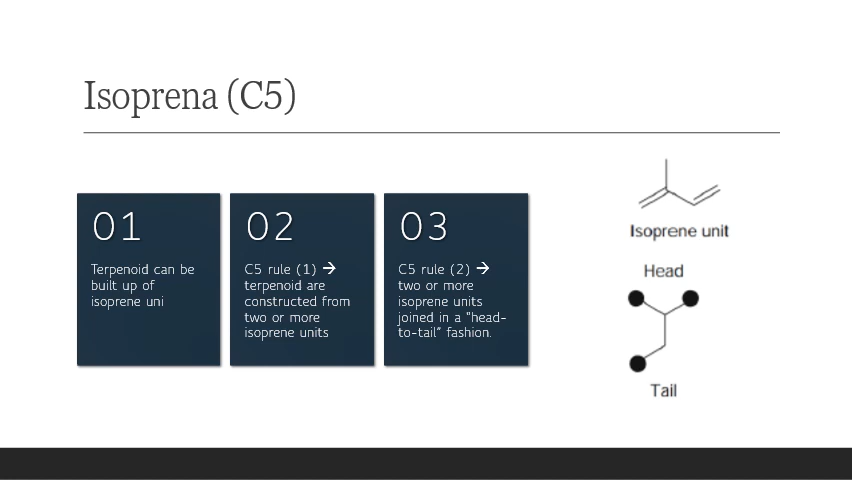 Isoprena (C5)
01
Terpenoid can be
built up of
isoprene uni
02
C5 rule (1) →
terpenoid are
constructed from
two or more
isoprene units
03
C5 rule (2) →
two or more
isoprene units
joined in a "head-
to-tail" fashion.
Isoprene unit
Head
Tail